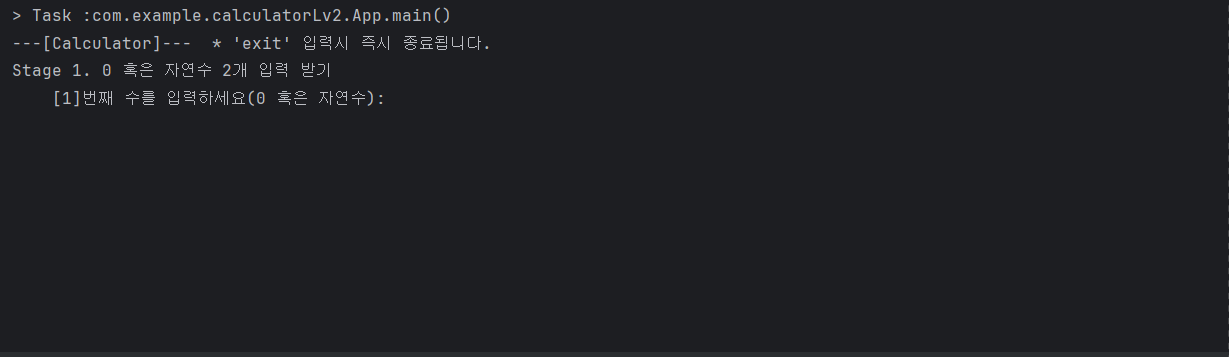 > Task :com.example.calculatorLv2.App.main()
---[Calculator]---  * 'exit' 입력시 즉시 종료됩니다.
Stage 1. 0 혹은 자연수 2개 입력 받기
    [1]번째 수를 입력하세요(0 혹은 자연수):